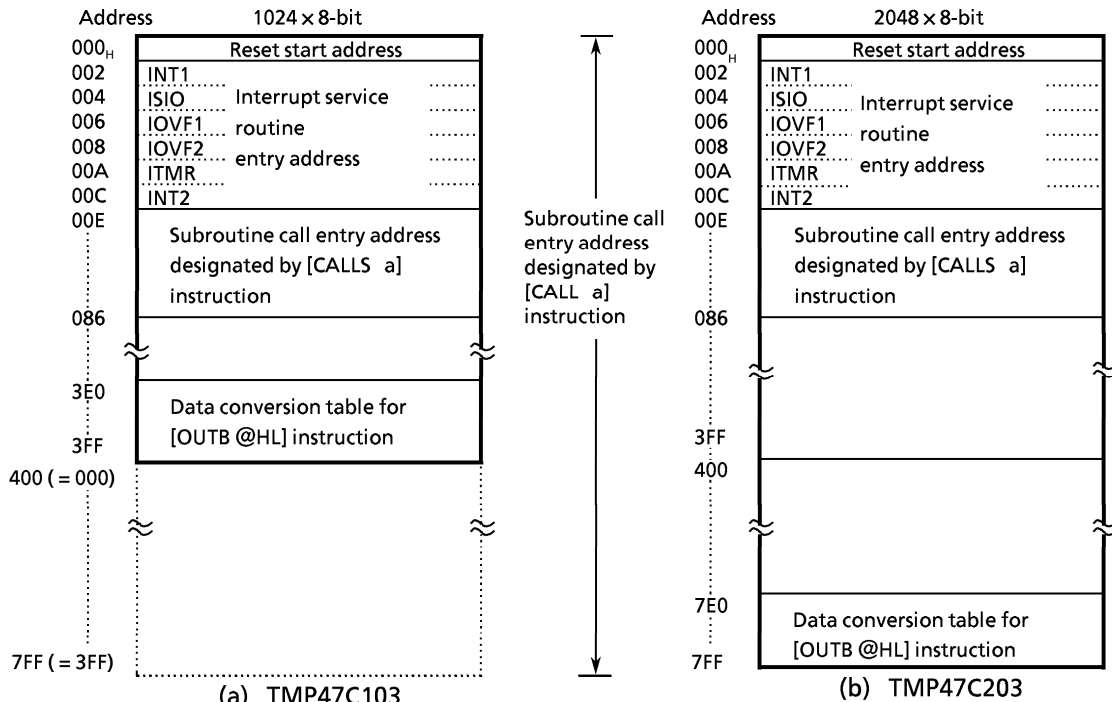 Address 1024 × 8-bit
000H Reset start address
002 INT1
004 ISIO Interrupt service
006 IOVF1 routine
008 IOVF2 entry address
00A ITMR
00C INT2
00E
Subroutine call entry address
designated by [CALLS a]
instruction
086
3E0
Data conversion table for
[OUTB @HL] instruction
3FF
400 ( = 000)
7FF ( = 3FF)
(a) TMP47C103
Subroutine call
entry address
designated by
[CALL a]
instruction
Address 2048 × 8-bit
000H Reset start address
002 INT1
004 ISIO Interrupt service
006 IOVF1 routine
008 IOVF2 entry address
00A ITMR
00C INT2
00E
Subroutine call entry address
designated by [CALLS a]
instruction
086
3FF
400
7E0
Data conversion table for
[OUTB @HL] instruction
7FF
(b) TMP47C203